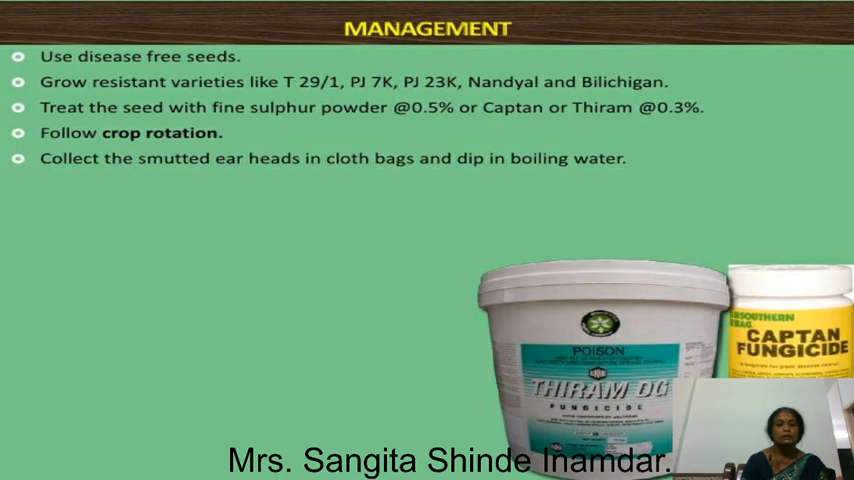 MANAGEMENT
Use disease free seeds.
Grow resistant varieties like T 29/1, PJ 7K, PJ 23K, Nandyal and Bilichigan.
Treat the seed with fine sulphur powder @0.5% or Captan or Thiram @0.3%.
Follow crop rotation.
Collect the smutted ear heads in cloth bags and dip in boiling water.
POISON
THIRAM DG
FUNGICIDE
SOUTHERN
AG
CAPTAN
FUNGICIDE
Mrs. Sangita Shinde Inamdar.